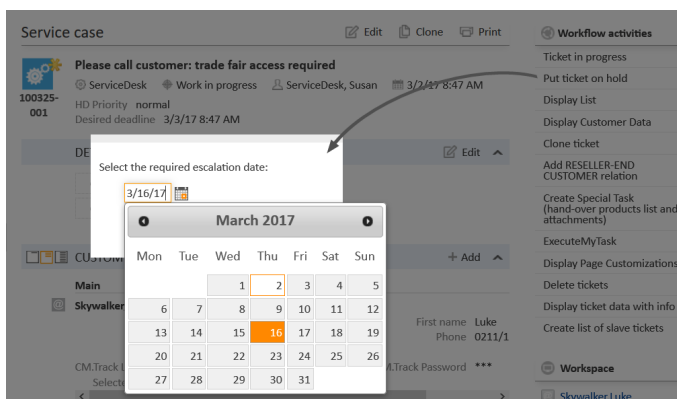 Service case
Edit Clone Print
Please call customer: trade fair access required
ServiceDesk Work in progress ServiceDesk, Susan 3/2/17 8:47 AM
100325-
001
HD Priority normal
Desired deadline 3/3/17 8:47 AM
DE
Edit
Select the required escalation date:
3/16/17
March 2017
Mon Tue Wed Thu Fri Sat Sun
1 2 3 4 5
6 7 8 9 10 11 12
13 14 15 16 17 18 19
20 21 22 23 24 25 26
27 28 29 30 31
CUSTOM
+ Add
Main
Skywalker
First name Luke
Phone 0211/1
CM.Track L
.Track Password ***
Selecte
Workflow activities
Ticket in progress
Put ticket on hold
Display List
Display Customer Data
Clone ticket
Add RESELLER-END
CUSTOMER relation
Create Special Task
(hand-over products list and
attachments)
ExecuteMyTask
Display Page Customizations
Delete tickets
Display ticket data with info
Create list of slave tickets
Workspace
Skywalker Luke